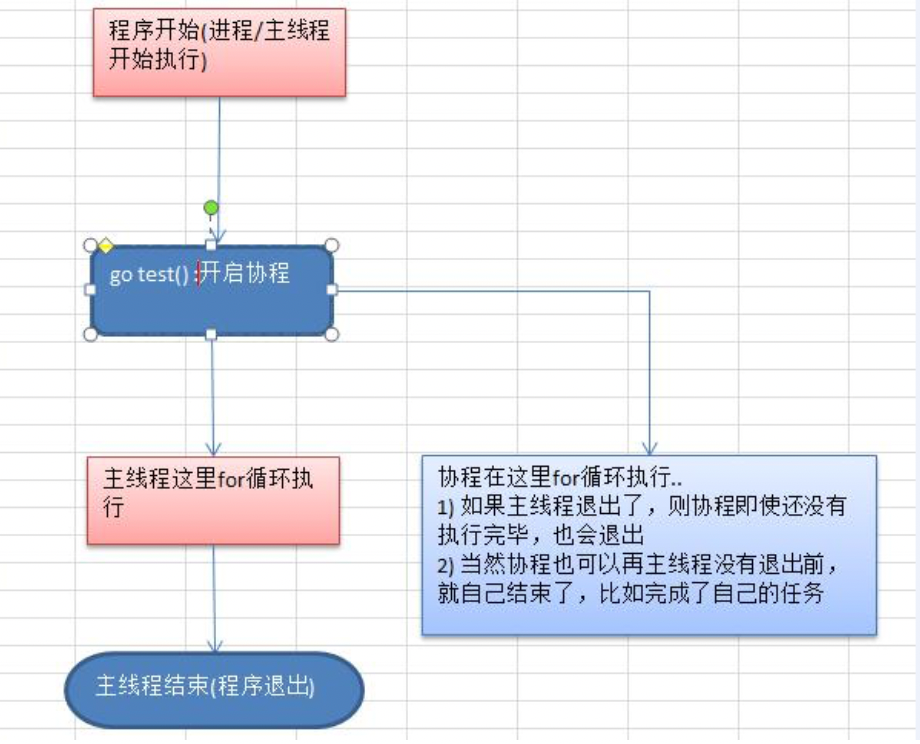 程序开始(进程/主线程
开始执行)
go test() :开启协程
主线程这里for循环执
行
协程在这里for循环执行..
1) 如果主线程退出了，则协程即使还没有
执行完毕，也会退出
2) 当然协程也可以再主线程没有退出前，
就自己结束了，比如完成了自己的任务
主线程结束(程序退出)